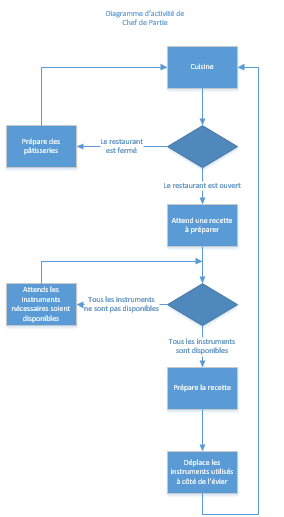 Diagramme d'activité de
Chef de Partie
Cuisine
Prépare des
pâtisseries
Le restaurant
est fermé
Le restaurant est ouvert
Attend une recette
à préparer
Attends les
instruments
nécessaires soient
disponibles
Tous les instruments
ne sont pas disponibles
Tous les instruments
sont disponibles
Prépare la recette
Déplace les
instruments utilisés
à côté de l'évier